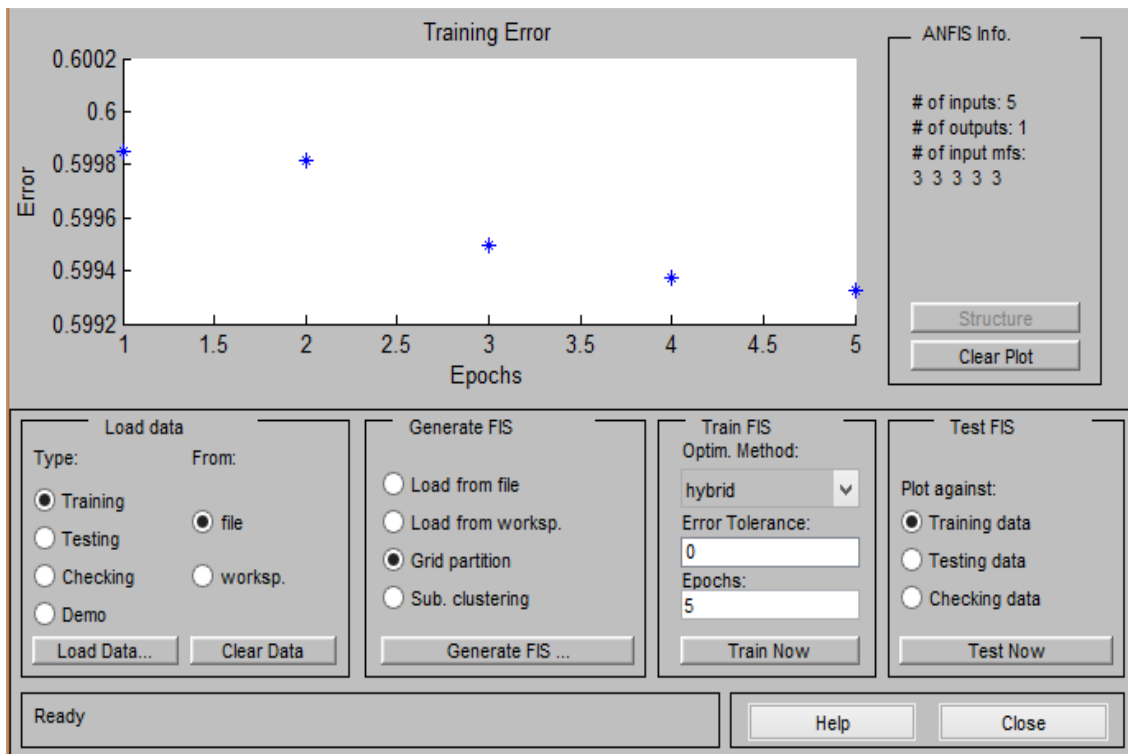 Training Error
0.6002
0.6
0.5998
0.5996
0.5994
0.5992
Error
1 1.5 2 2.5 3 3.5 4 4.5 5
Epochs
ANFIS Info.
# of inputs: 5
# of outputs: 1
# of input mfs:
3 3 3 3 3
Structure
Clear Plot
Load data
Type: From:
Training
file
Testing
Checking
worksp.
Demo
Load Data... Clear Data
Generate FIS
Load from file
Load from worksp.
Grid partition
Sub. clustering
Generate FIS ...
Train FIS
Optim. Method:
hybrid
Error Tolerance:
0
Epochs:
5
Train Now
Test FIS
Plot against:
Training data
Testing data
Checking data
Test Now
Ready
Help Close